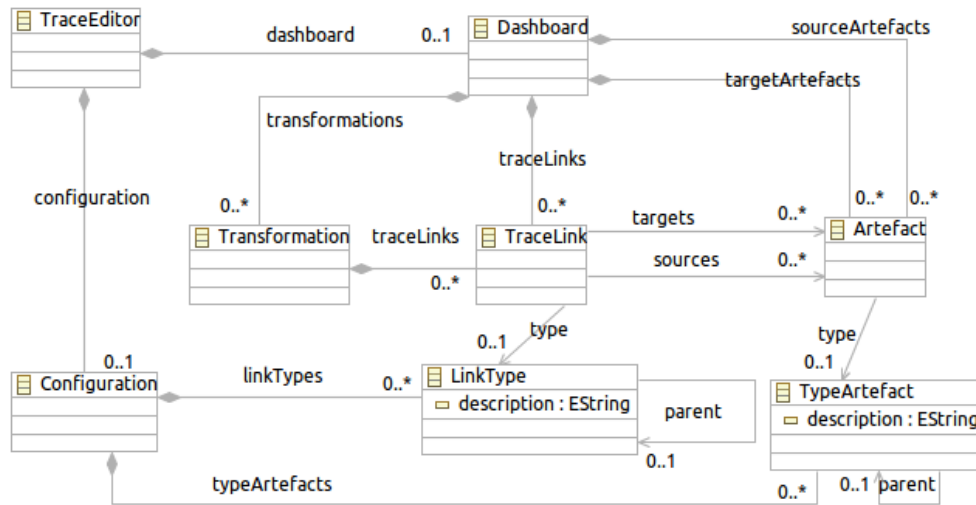 TraceEditor
dashboard
0..1
Dashboard
sourceArtefacts
targetArtefacts
transformations
traceLinks
configuration
0..*
0..*
0..*
0..*
Transformation
traceLinks
0..*
TraceLink
targets
0..*
sources
0..*
Artefact
type
0..1
type
0..1
0..1
Configuration
linkTypes
0..*
LinkType
description : EString
parent
0..1
TypeArtefact
description : EString
typeArtefacts
0..*
0..1
parent